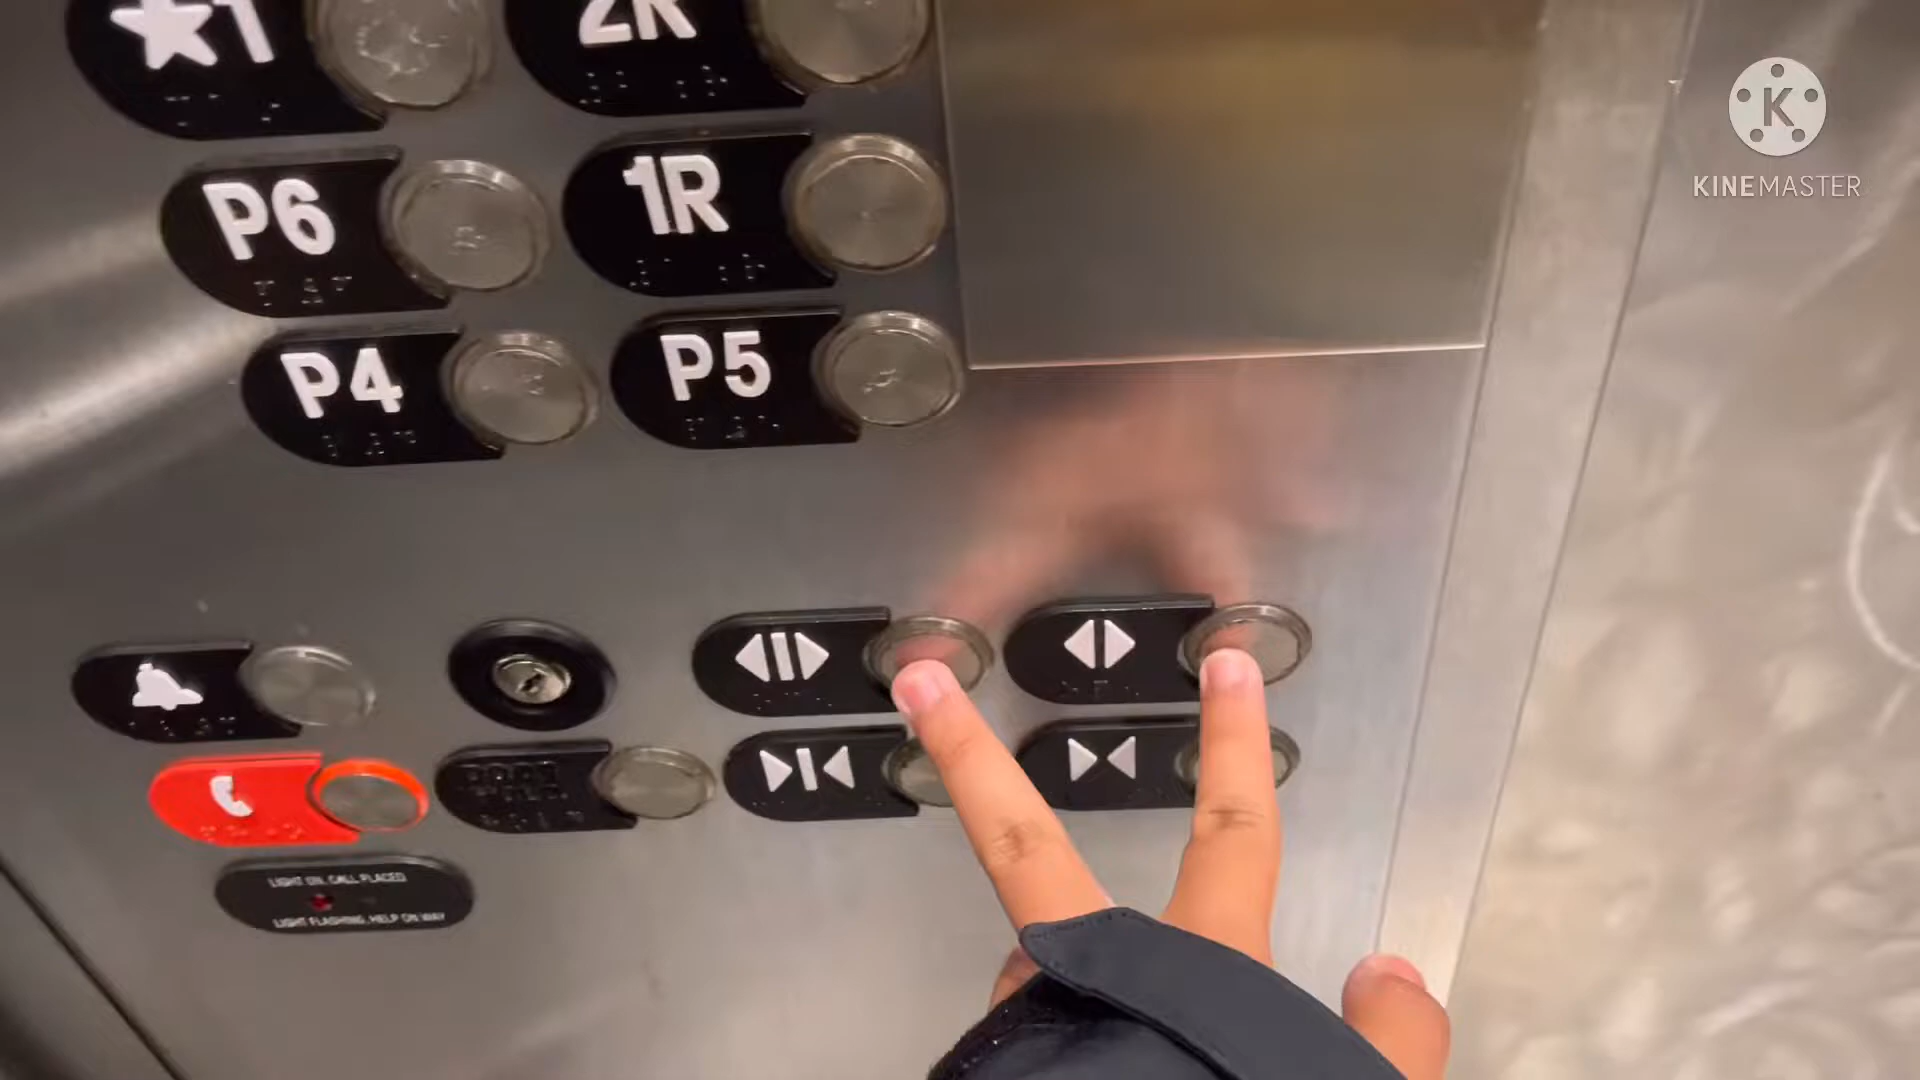 ★1
2R
P6
1R
P4
P5
LIGHT ON, CALL PLACED
LIGHT FLASHING, HELP ON WAY
K
KINEMASTER